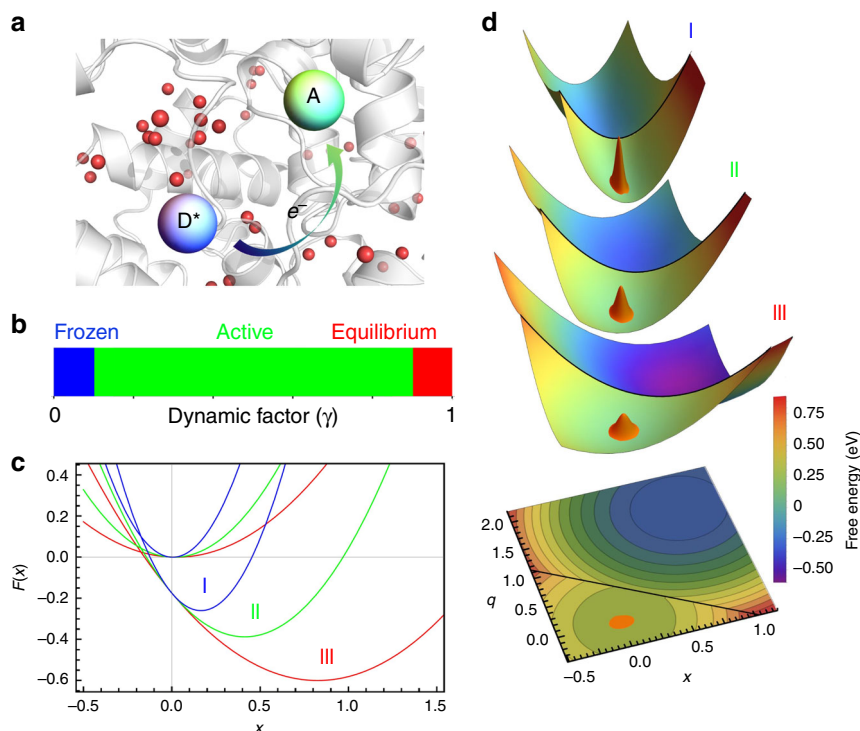 a
A
D*
e−
b
Frozen Active Equilibrium
0 Dynamic factor (γ) 1
c
0.4
0.2
0.0
−0.2
−0.4
−0.6
F(x)
I
II
III
−0.5 0.0 0.5 1.0 1.5
x
d
I
II
III
0.75
0.50
0.25
0
−0.25
−0.50
Free energy (eV)
2.0
1.5
1.0
0.5
0.0
q
−0.5
0.0
0.5
1.0
x